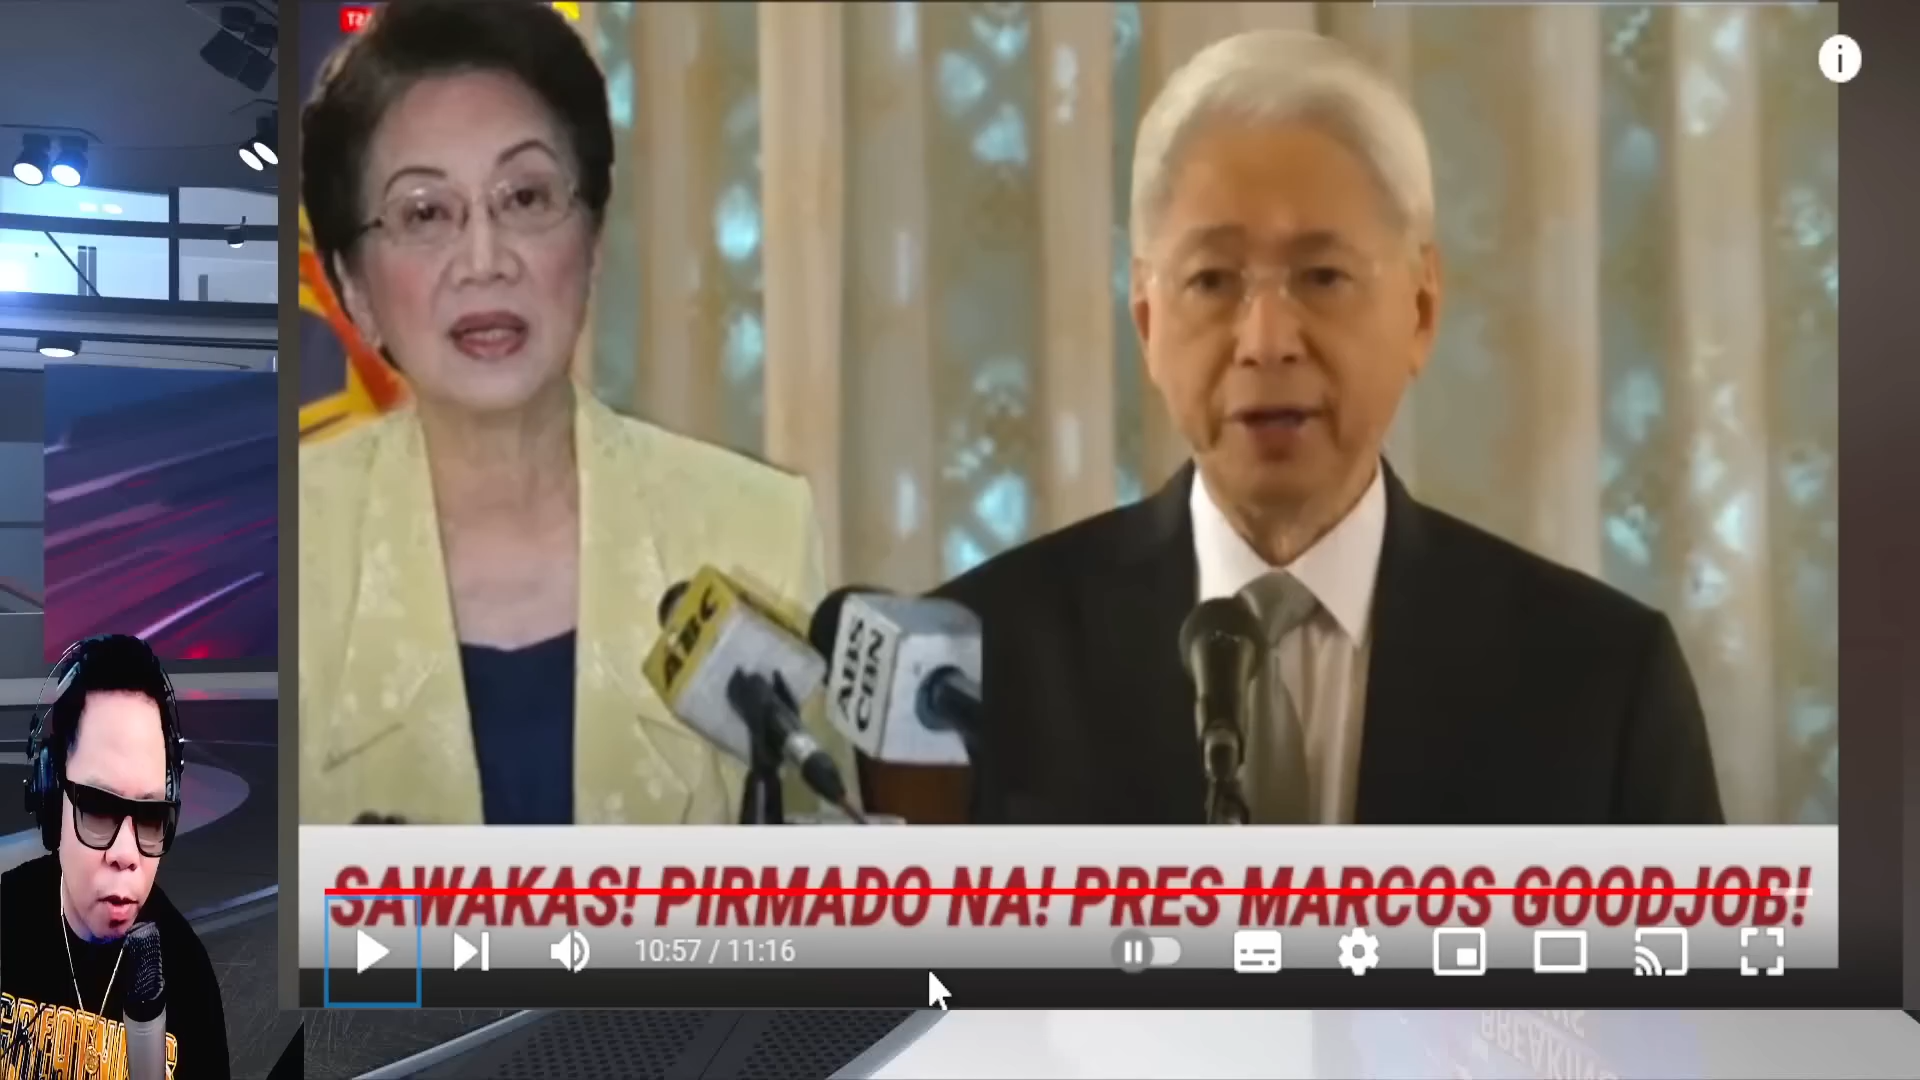 ABC
ABS
CBN
SAWAKAS! PIRMADO NA! PRES MARCOS GOODJOB!
10:57 / 11:16